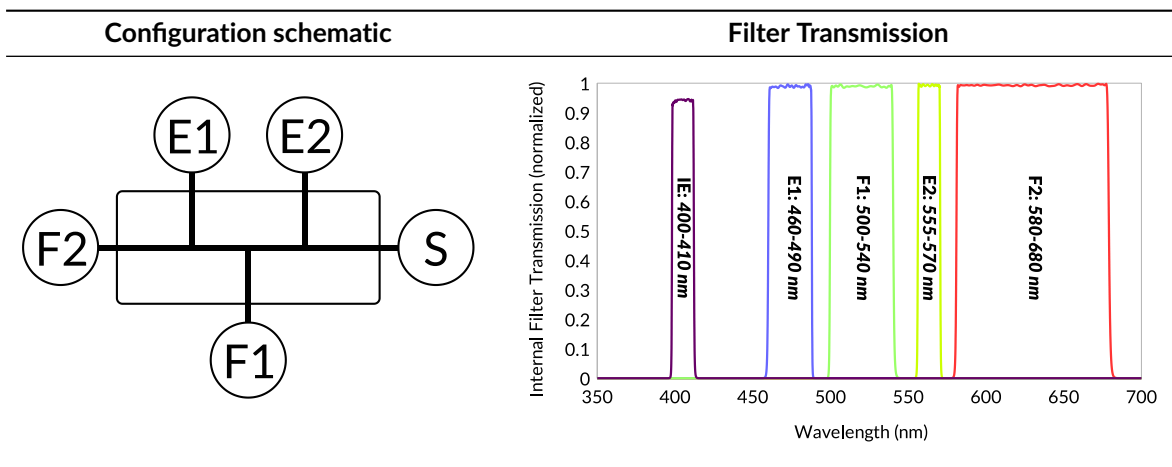 Configuration schematic
Filter Transmission
E1
E2
F2
S
F1
Internal Filter Transmission (normalized)
1
0.9
0.8
0.7
0.6
0.5
0.4
0.3
0.2
0.1
0
IE: 400-410 nm
E1: 460-490 nm
F1: 500-540 nm
E2: 555-570 nm
F2: 580-680 nm
350 400 450 500 550 600 650 700
Wavelength (nm)